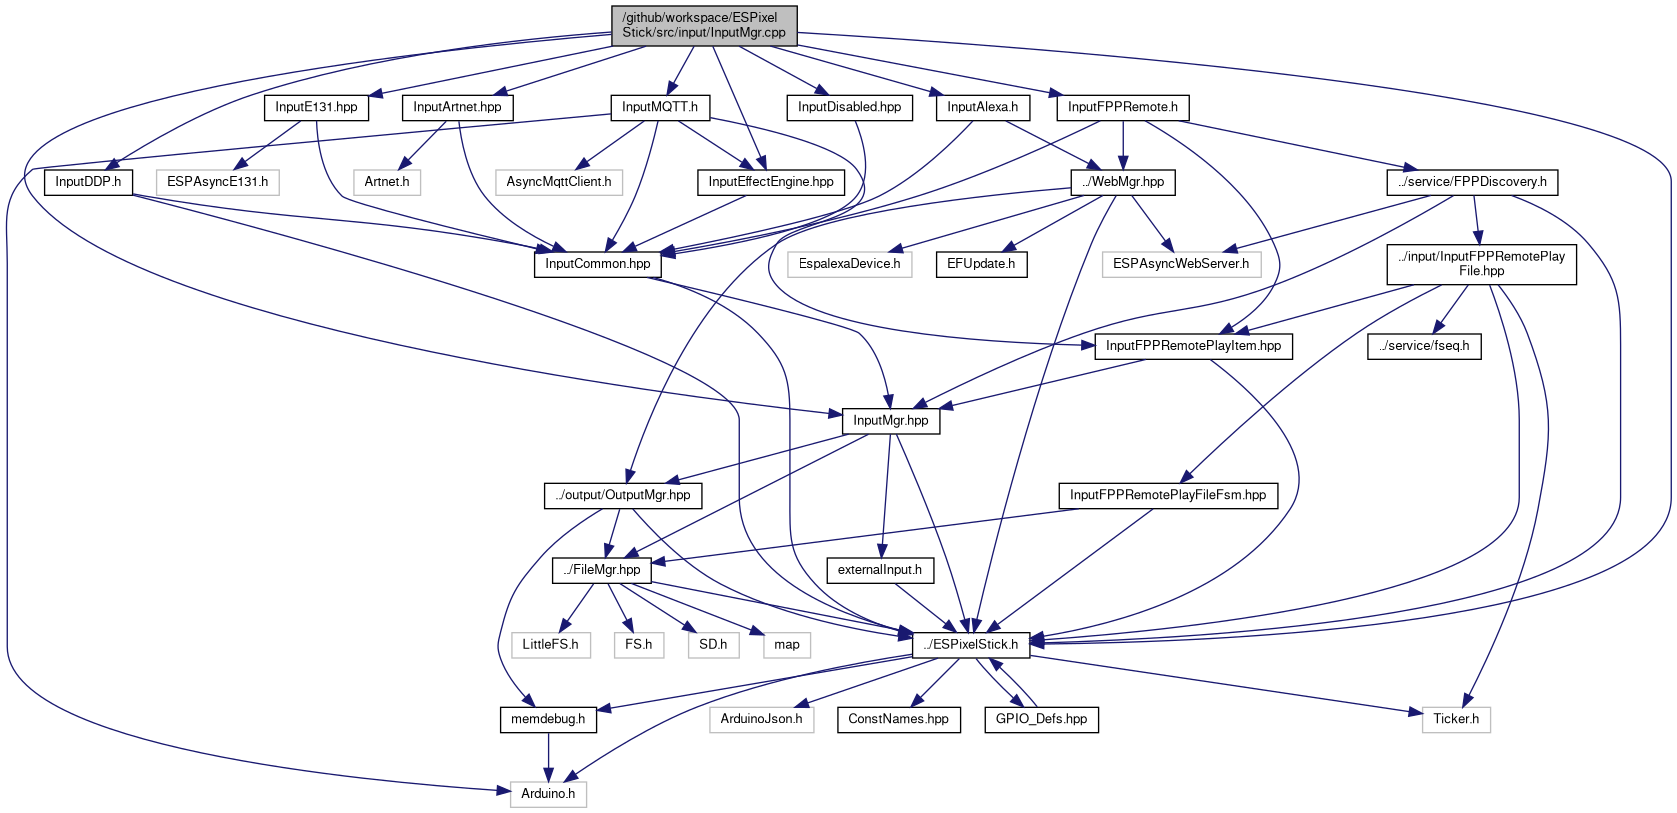 /github/workspace/ESPixel
Stick/src/input/InputMgr.cpp
InputE131.hpp
InputArtnet.hpp
InputMQTT.h
InputDisabled.hpp
InputAlexa.h
InputFPPRemote.h
InputDDP.h
ESPAsyncE131.h
Artnet.h
AsyncMqttClient.h
InputEffectEngine.hpp
../WebMgr.hpp
../service/FPPDiscovery.h
InputCommon.hpp
EspalexaDevice.h
EFUpdate.h
ESPAsyncWebServer.h
../input/InputFPPRemotePlay
File.hpp
InputFPPRemotePlayItem.hpp
../service/fseq.h
InputMgr.hpp
../output/OutputMgr.hpp
InputFPPRemotePlayFileFsm.hpp
../FileMgr.hpp
externalInput.h
LittleFS.h
FS.h
SD.h
map
../ESPixelStick.h
memdebug.h
ArduinoJson.h
ConstNames.hpp
GPIO_Defs.hpp
Ticker.h
Arduino.h